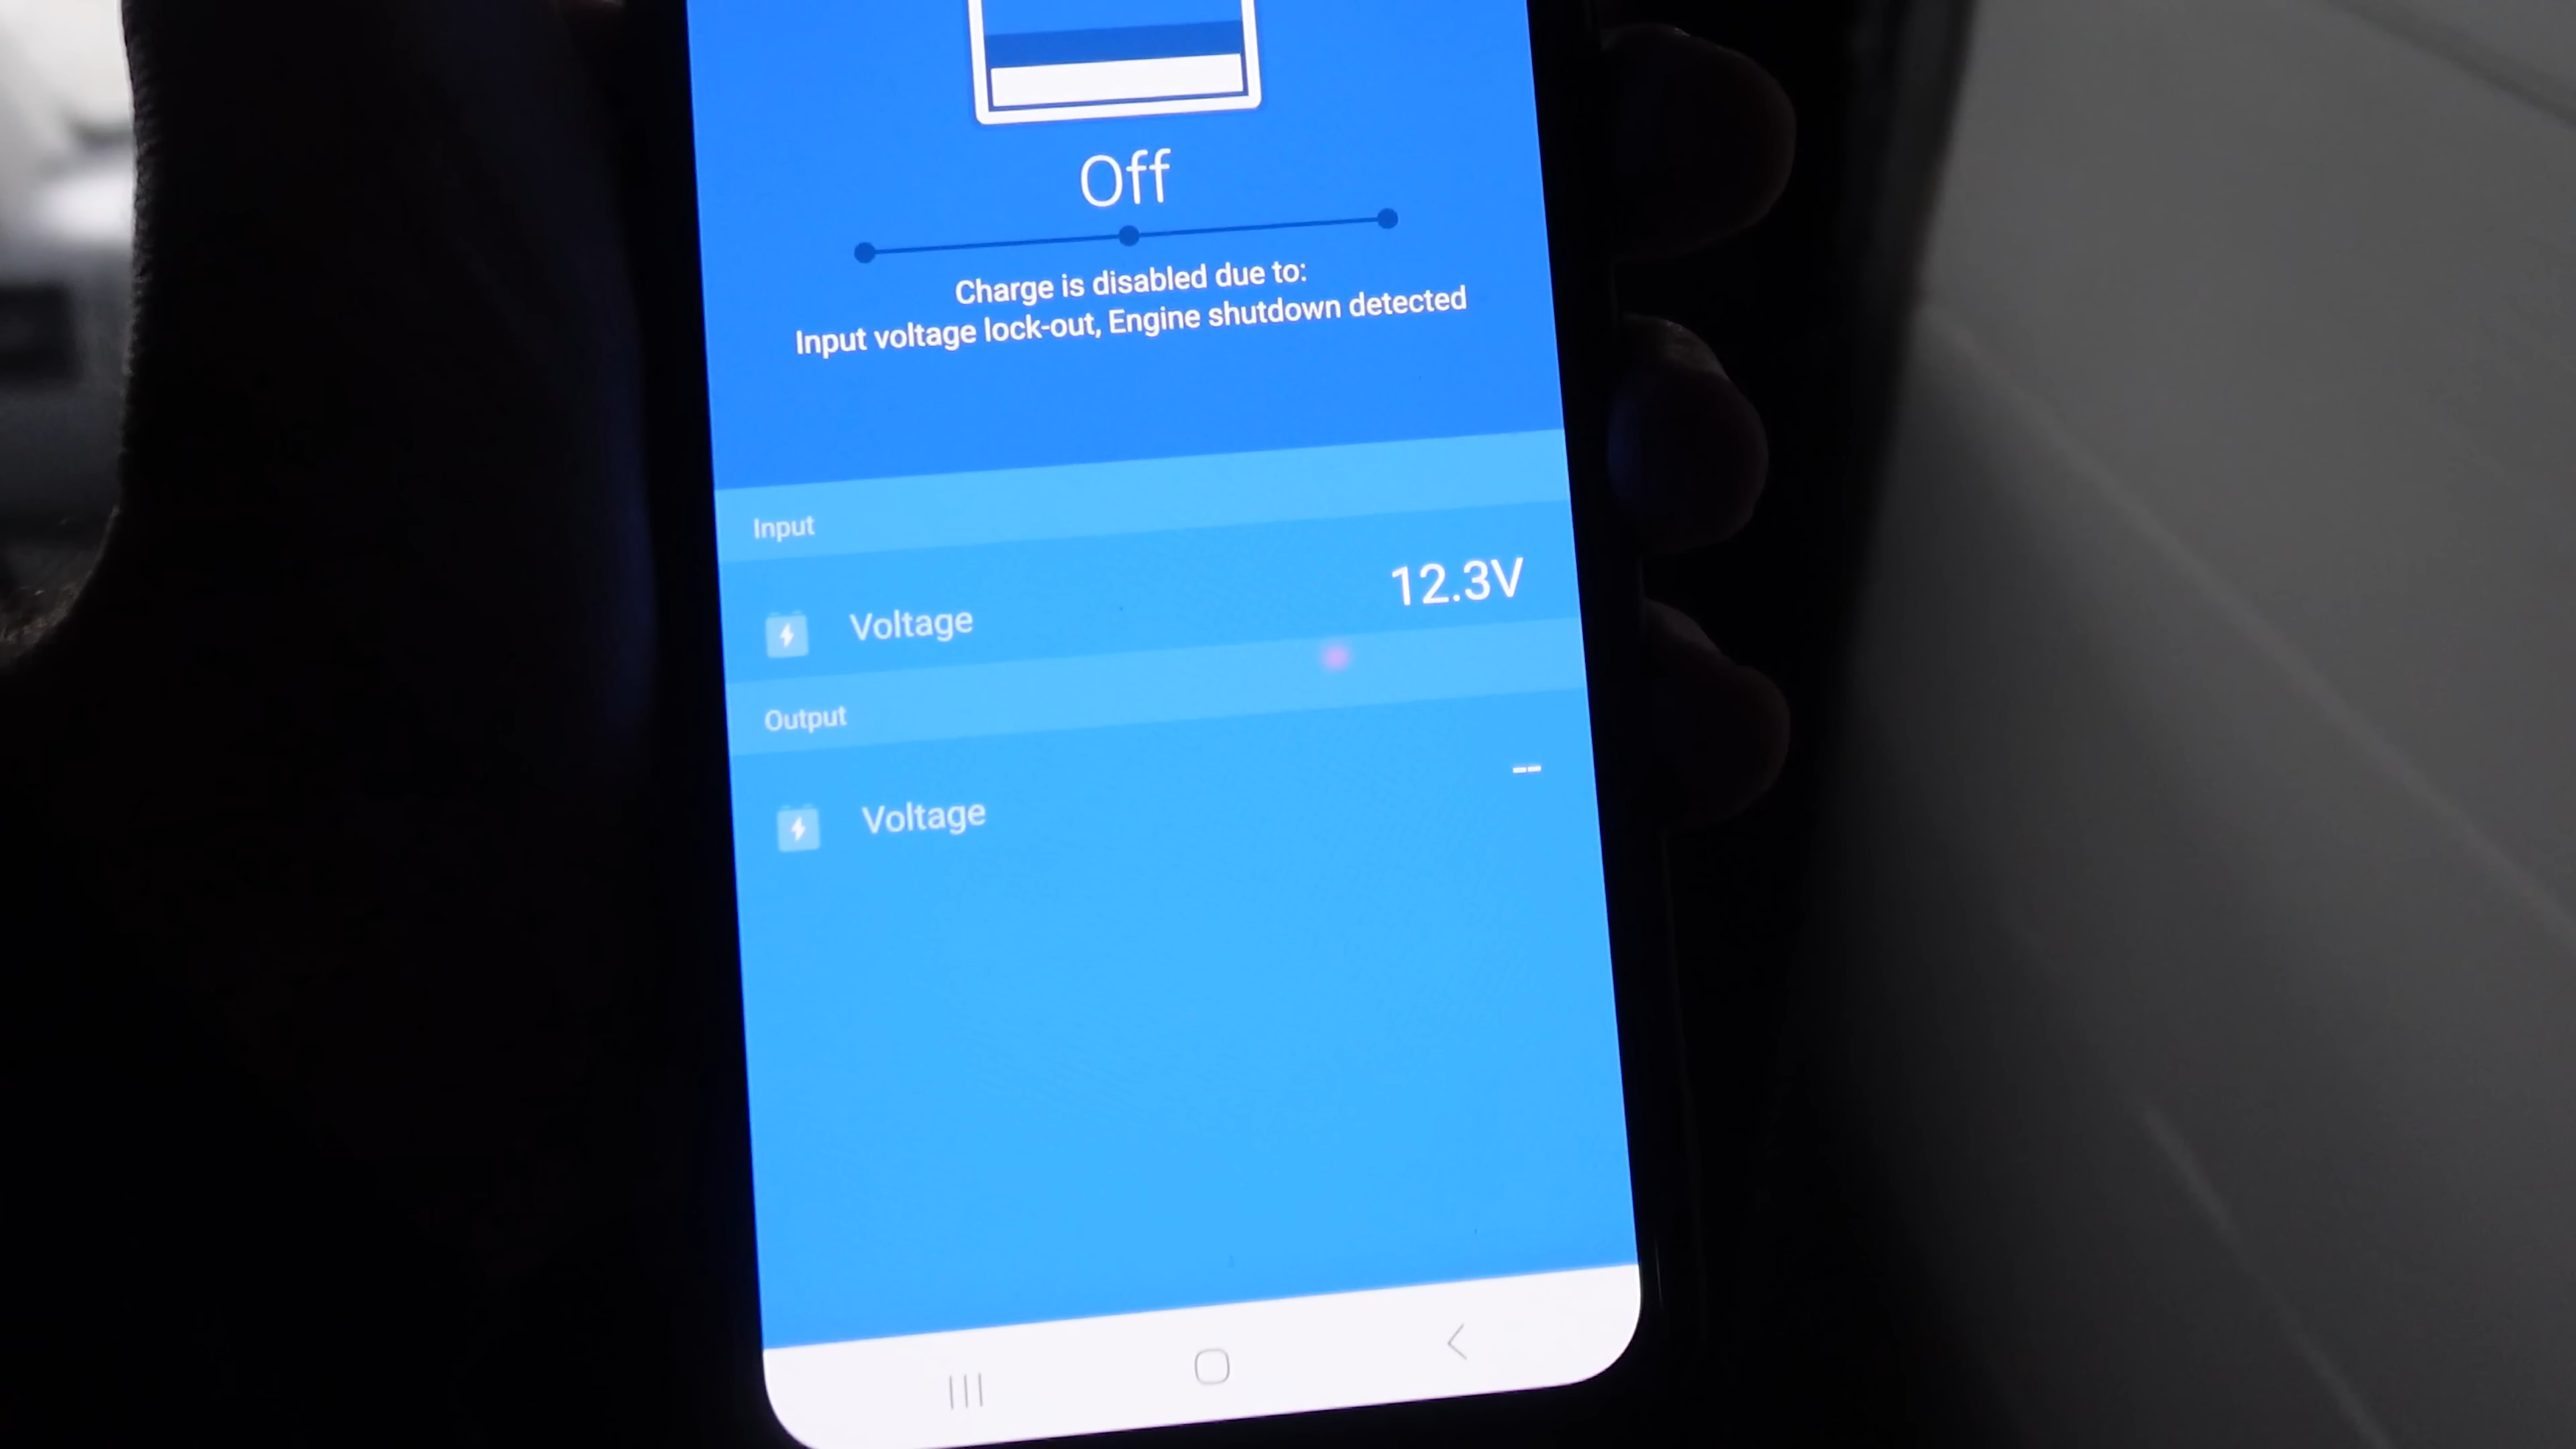 Off
Charge is disabled due to:
Input voltage lock-out, Engine shutdown detected
Input
Voltage
12.3V
Output
Voltage
--